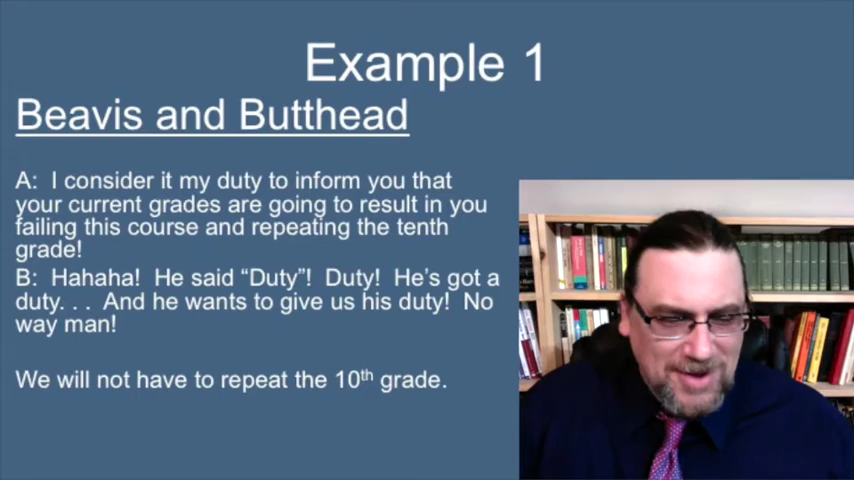 Example 1
Beavis and Butthead
A: I consider it my duty to inform you that
your current grades are going to result in you
failing this course and repeating the tenth
grade!
B: Hahaha! He said “Duty”! Duty! He’s got a
duty. . . And he wants to give us his duty! No
way man!
We will not have to repeat the 10th grade.